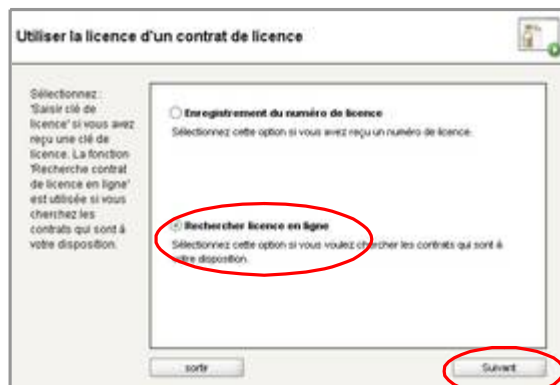 Utiliser la licence d'un contrat de licence
Sélectionnez :
'Saisir clé de
licence' si vous avez
reçu une clé de
licence. La fonction
'Recherche contrat
de licence en ligne'
est utilisée si vous
cherchez les
contrats qui sont à
votre disposition.
Enregistrement du numéro de licence
Sélectionnez cette option si vous avez reçu un numéro de licence.
Rechercher licence en ligne
Sélectionnez cette option si vous voulez chercher les contrats qui sont à
votre disposition.
sortir
Suivant